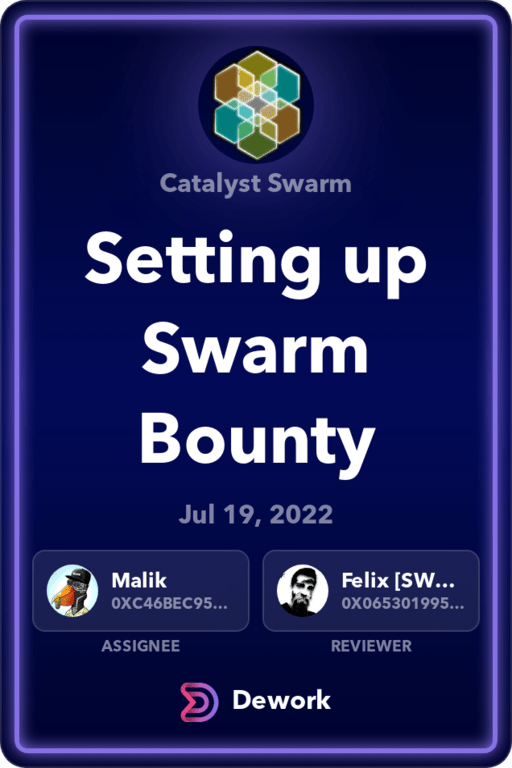 Catalyst Swarm
Setting up
Swarm
Bounty
Jul 19, 2022
Malik
0XC46BEC95...
Felix [SW...
0X065301995...
ASSIGNEE
REVIEWER
Dework